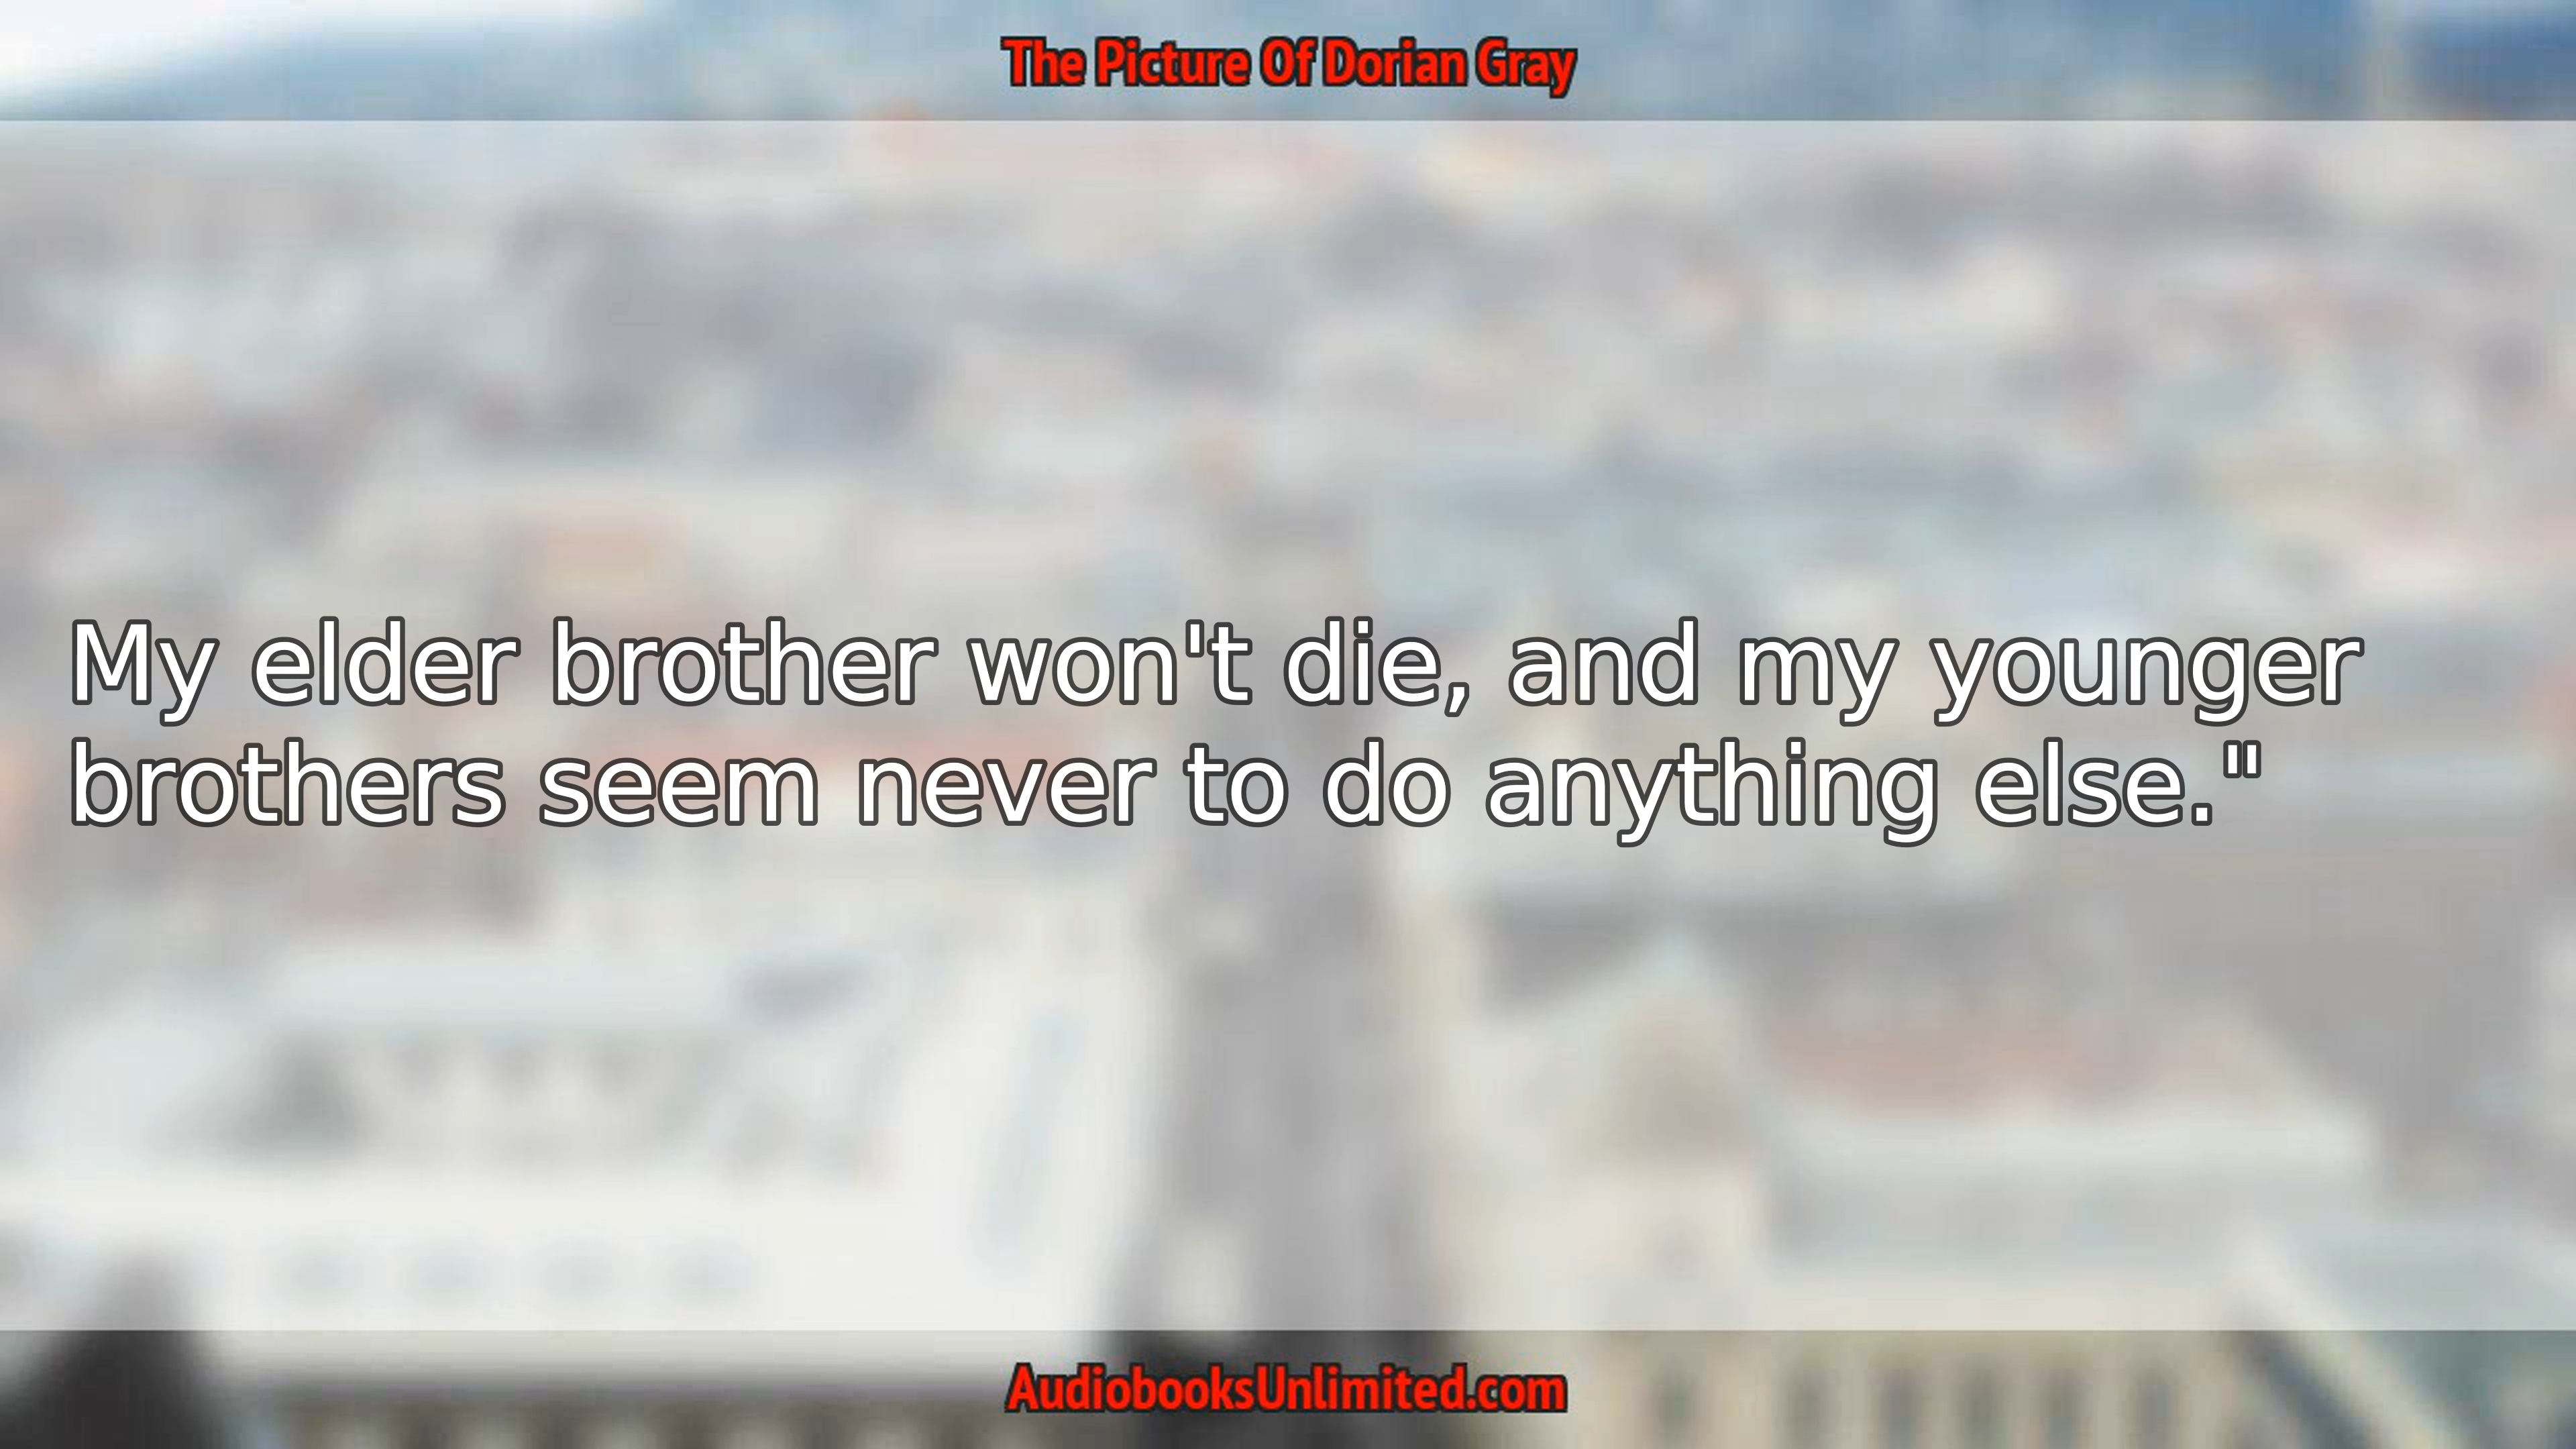 The Picture Of Dorian Gray
My elder brother won't die, and my younger
brothers seem never to do anything else."
AudiobooksUnlimited.com